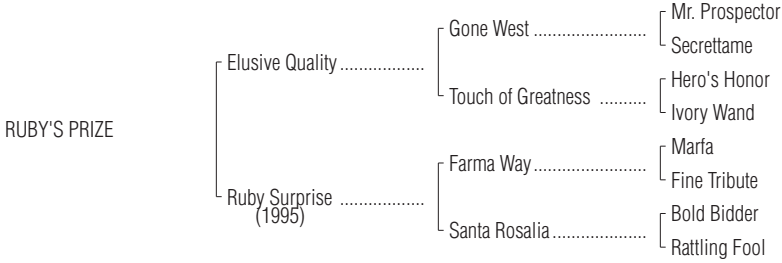 Mr. Prospector
Gone West .......................
Secrettame
Elusive Quality .................
Hero's Honor
Touch of Greatness ..........
Ivory Wand
RUBY'S PRIZE
Marfa
Farma Way .......................
Fine Tribute
Ruby Surprise .................
(1995)
Bold Bidder
Santa Rosalia ...................
Rattling Fool